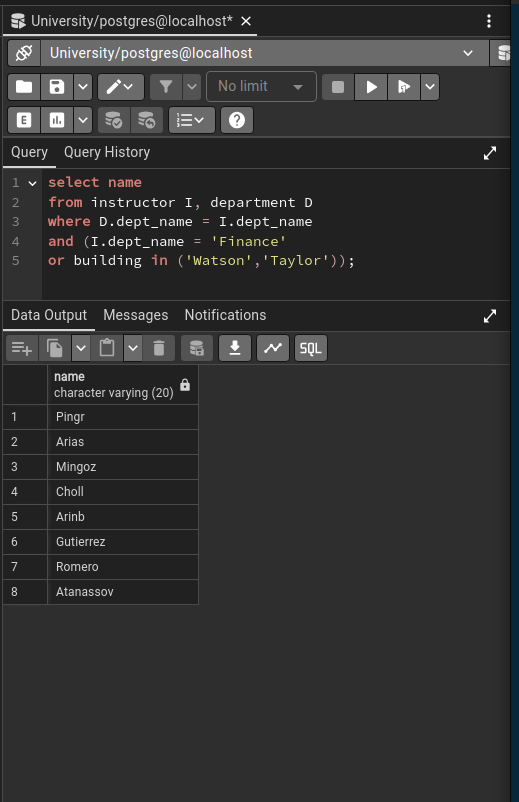 University/postgres@localhost*
University/postgres@localhost
No limit
E
Query Query History
1 select name
2 from instructor I, department D
3 where D.dept_name = I.dept_name
4 and (I.dept_name = 'Finance'
5 or building in ('Watson','Taylor'));
Data Output Messages Notifications
SQL
name
character varying (20)
1 Pingr
2 Arias
3 Mingoz
4 Choll
5 Arinb
6 Gutierrez
7 Romero
8 Atanassov